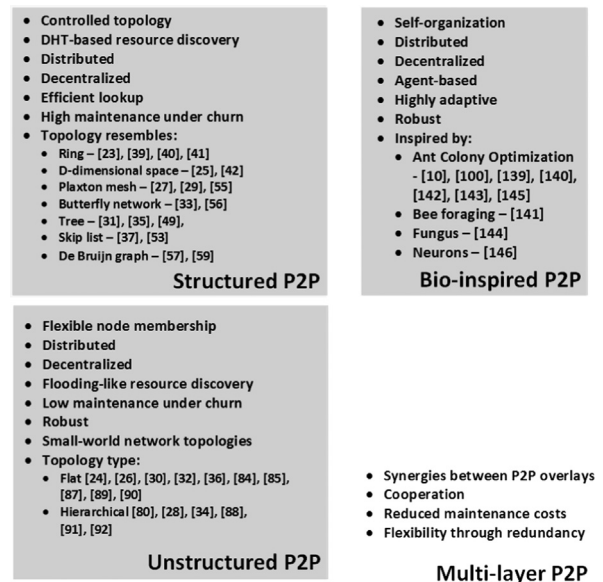 • Controlled topology
• DHT-based resource discovery
• Distributed
• Decentralized
• Efficient lookup
• High maintenance under churn
• Topology resembles:
• Ring – [23], [39], [40], [41]
• D-dimensional space – [25], [42]
• Plaxton mesh – [27], [29], [55]
• Butterfly network – [33], [56]
• Tree – [31], [35], [49],
• Skip list – [37], [53]
• De Bruijn graph – [57], [59]
Structured P2P
• Self-organization
• Distributed
• Decentralized
• Agent-based
• Highly adaptive
• Robust
• Inspired by:
• Ant Colony Optimization
- [10], [100], [139], [140],
[142], [143], [145]
• Bee foraging – [141]
• Fungus – [144]
• Neurons – [146]
Bio-inspired P2P
• Flexible node membership
• Distributed
• Decentralized
• Flooding-like resource discovery
• Low maintenance under churn
• Robust
• Small-world network topologies
• Topology type:
• Flat [24], [26], [30], [32], [36], [84], [85],
[87], [89], [90]
• Hierarchical [80], [28], [34], [88],
[91], [92]
Unstructured P2P
• Synergies between P2P overlays
• Cooperation
• Reduced maintenance costs
• Flexibility through redundancy
Multi-layer P2P